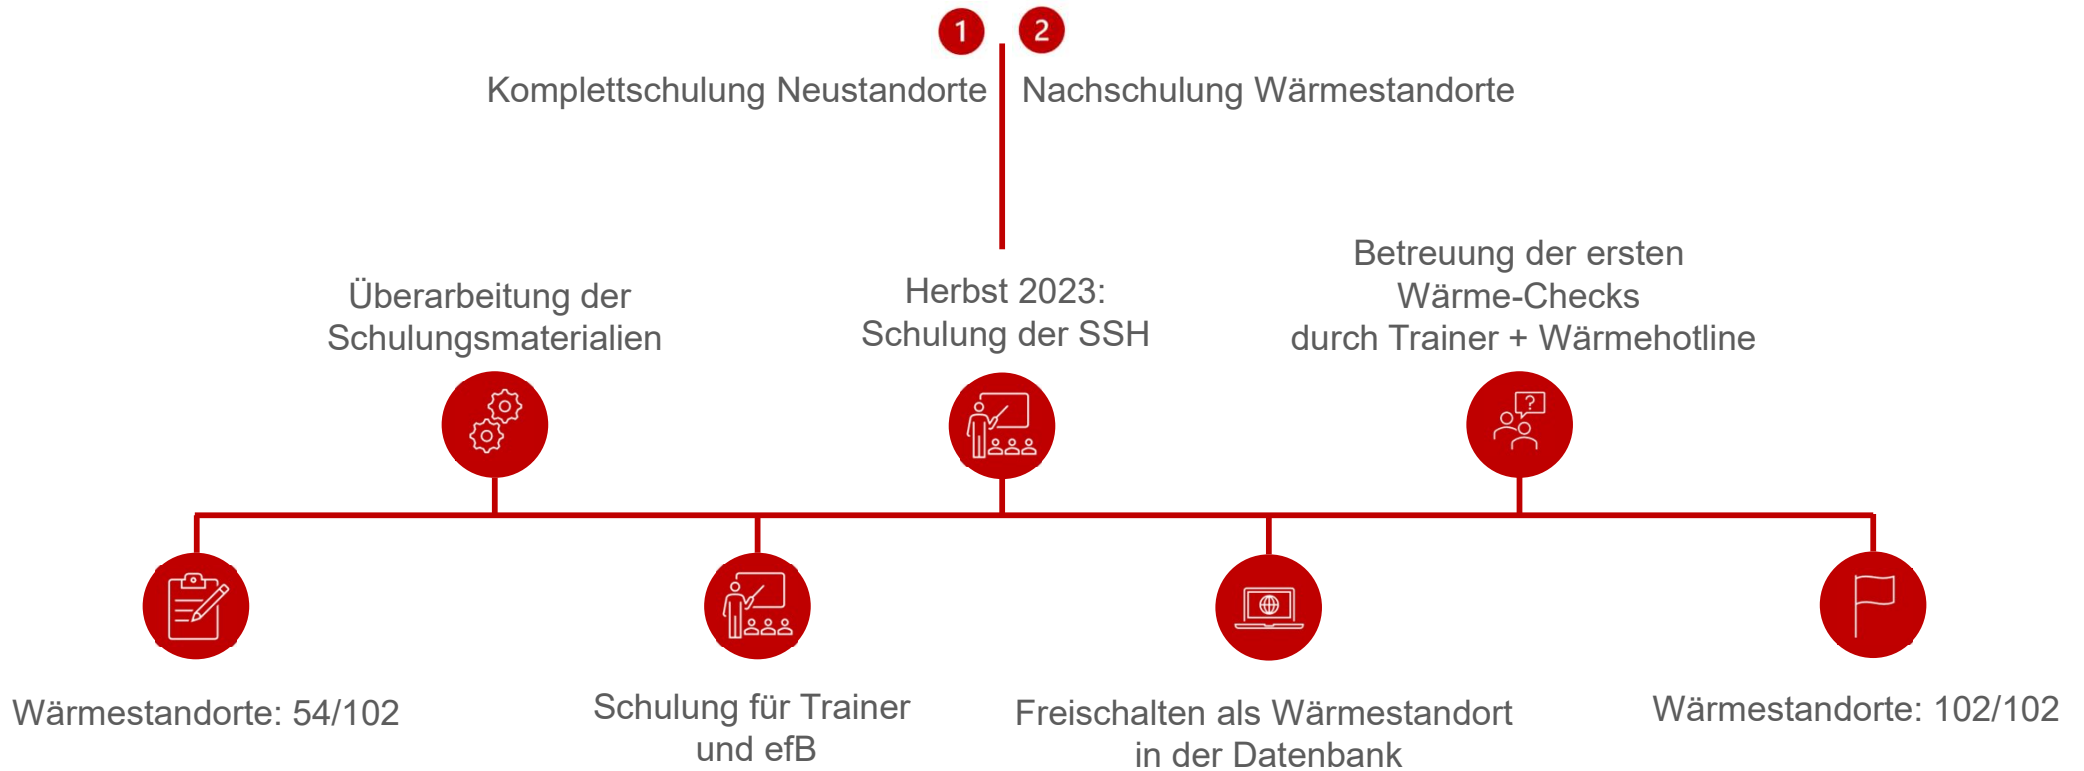 1 2
Komplettschulung Neustandorte
Nachschulung Wärmestandorte
Überarbeitung der
Schulungsmaterialien
Herbst 2023:
Schulung der SSH
Betreuung der ersten
Wärme-Checks
durch Trainer + Wärmehotline
?
Wärmestandorte: 54/102
Schulung für Trainer
und efB
Freischalten als Wärmestandort
in der Datenbank
Wärmestandorte: 102/102